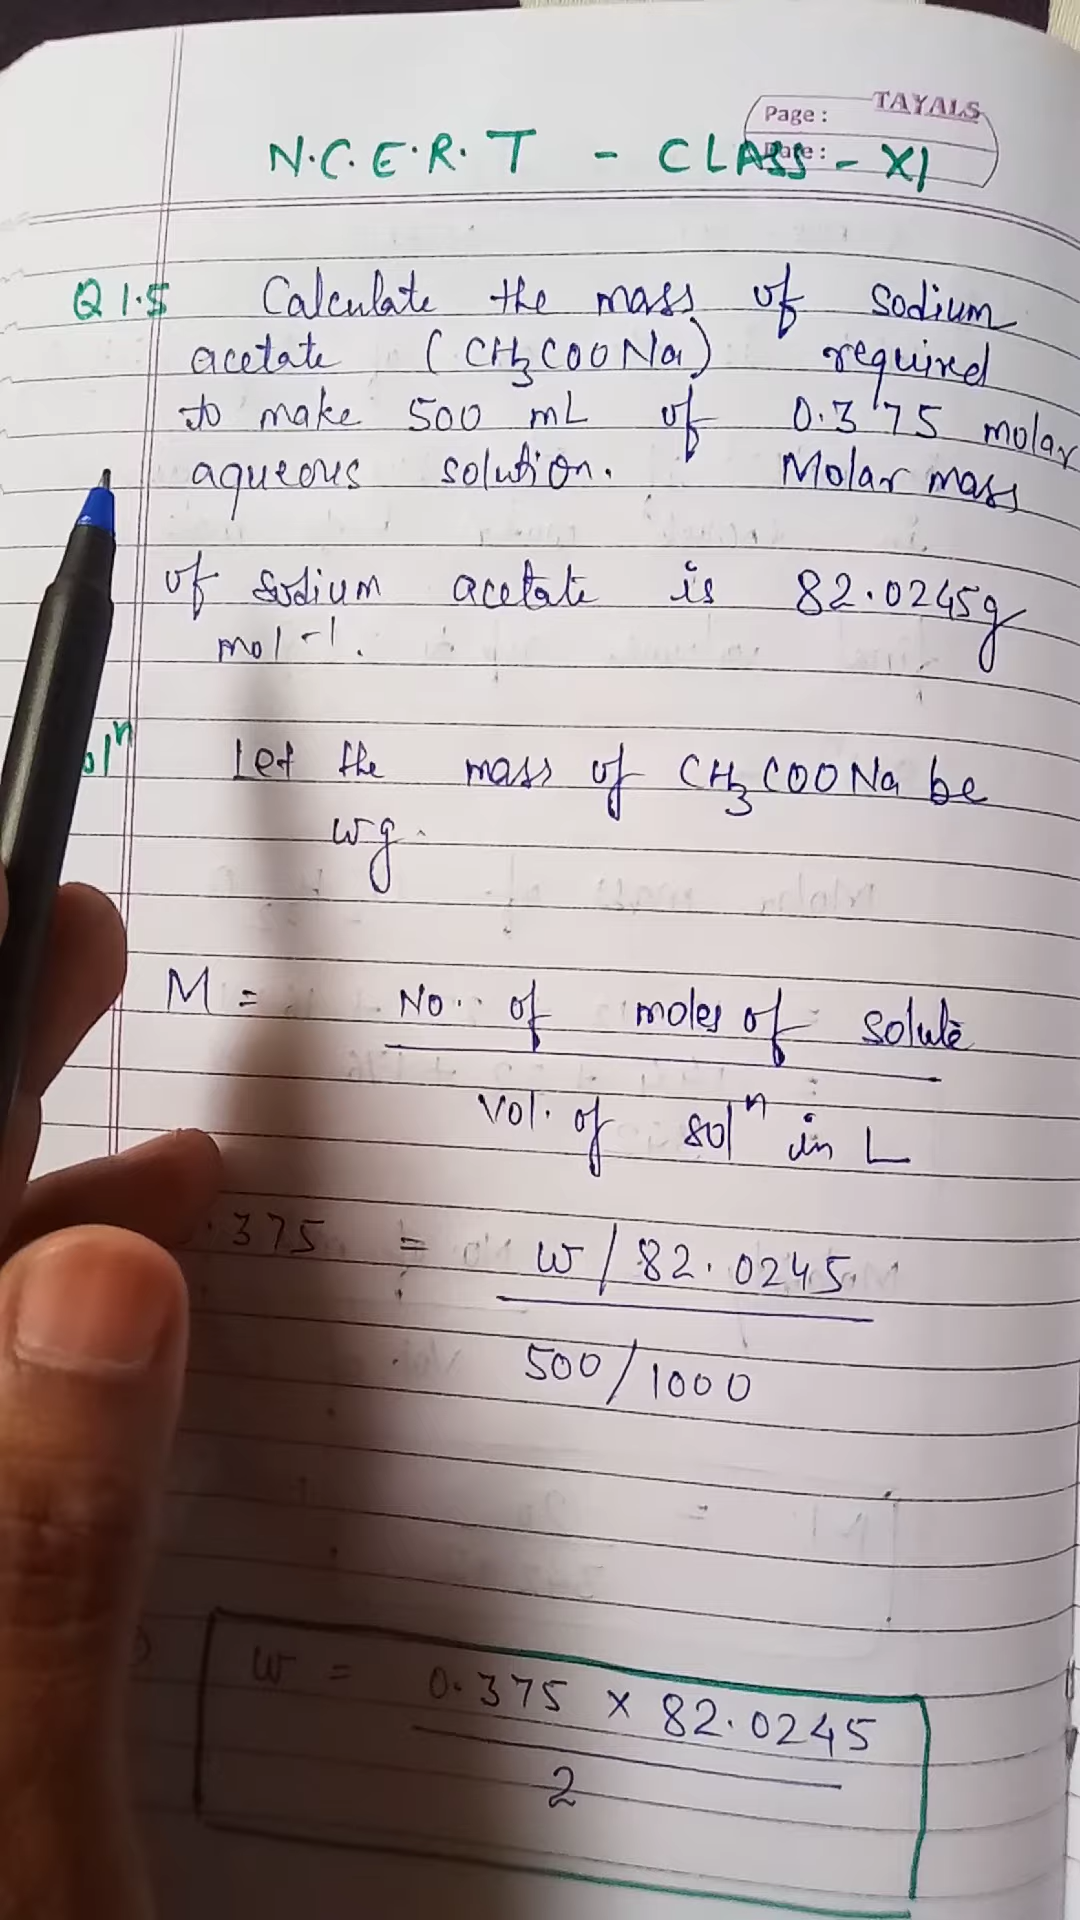 TAYALS
Page :
Date :
N.C.E.R.T - CLASS - XI
Q 1.5 Calculate the mass of sodium
acetate (CH3COONa) required
to make 500 mL of 0.375 molar
aqueous solution. Molar mass
of sodium acetate is 82.0245g
mol-1.
olⁿ Let the mass of CH3COONa be
wg.
M = No. of moles of solute
Vol. of solⁿ in L
.375 = w / 82.0245
500 / 1000
w = 0.375 × 82.0245
2